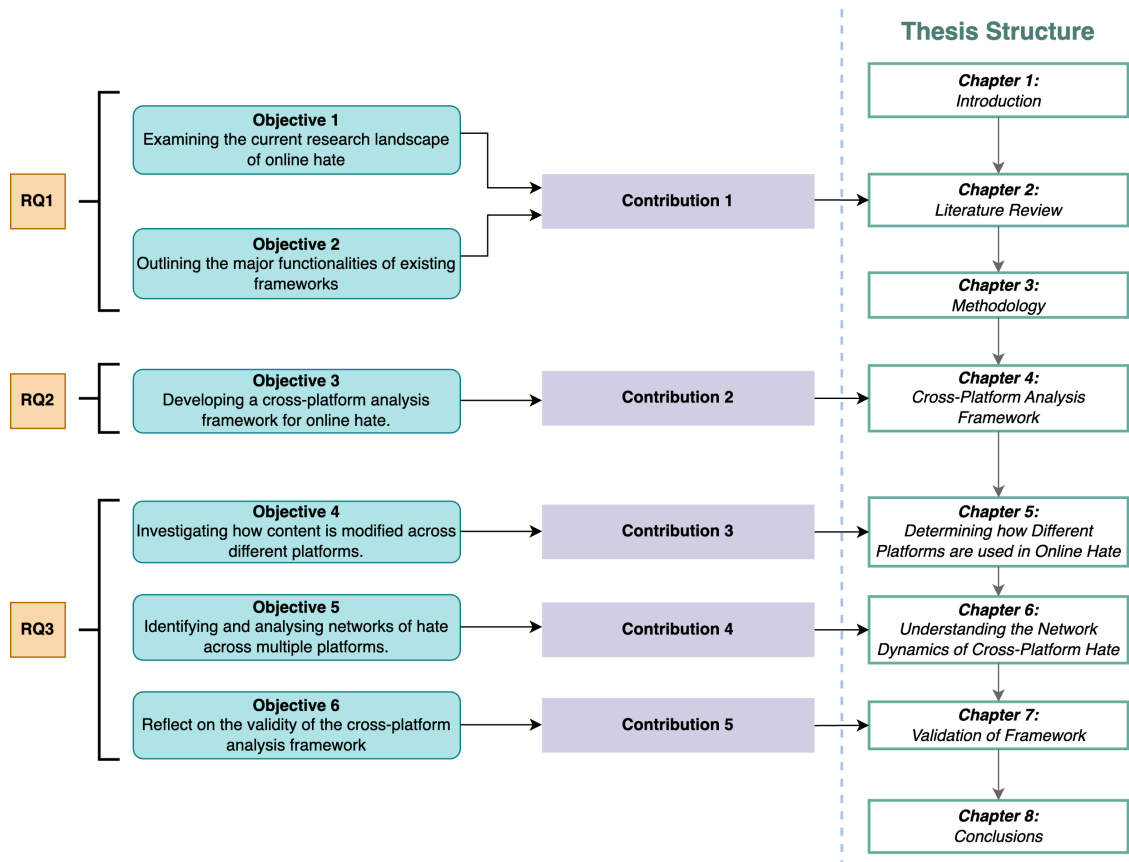 Thesis Structure
RQ1
Objective 1
Examining the current research landscape
of online hate
Objective 2
Outlining the major functionalities of existing
frameworks
Contribution 1
RQ2
Objective 3
Developing a cross-platform analysis
framework for online hate.
Contribution 2
RQ3
Objective 4
Investigating how content is modified across
different platforms.
Contribution 3
Objective 5
Identifying and analysing networks of hate
across multiple platforms.
Contribution 4
Objective 6
Reflect on the validity of the cross-platform
analysis framework
Contribution 5
Chapter 1:
Introduction
Chapter 2:
Literature Review
Chapter 3:
Methodology
Chapter 4:
Cross-Platform Analysis
Framework
Chapter 5:
Determining how Different
Platforms are used in Online Hate
Chapter 6:
Understanding the Network
Dynamics of Cross-Platform Hate
Chapter 7:
Validation of Framework
Chapter 8:
Conclusions